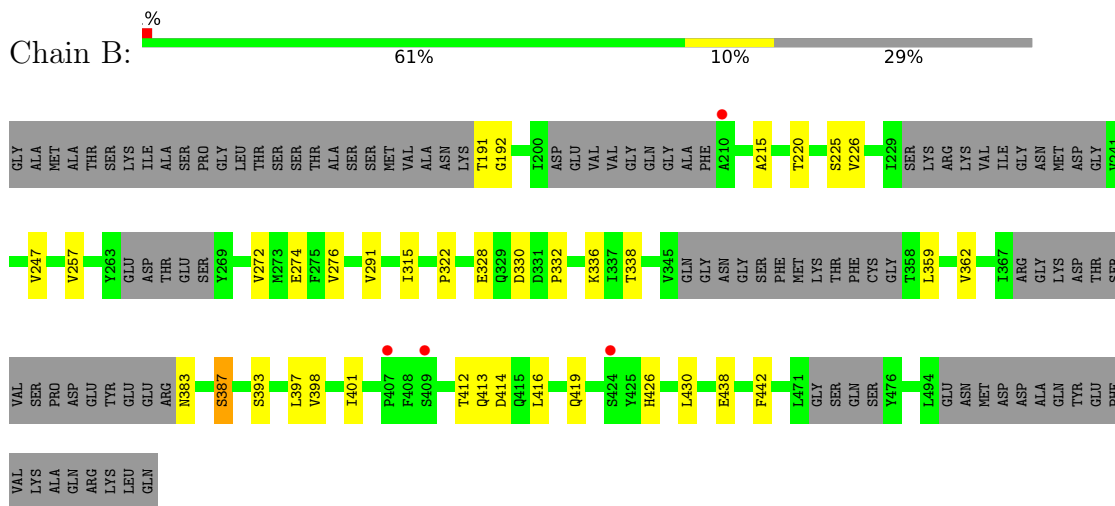 .%
Chain B:
61% 10% 29%
GLY ALA MET ALA THR SER LYS ILE ALA SER PRO GLY LEU THR SER SER THR ALA SER SER MET VAL ALA ASN LYS T191 G192 I200 ASP GLU VAL VAL GLY GLN GLY ALA PHE A210 A215 T220 S225 V226 I229 SER LYS ARG LYS VAL ILE GLY ASN MET ASP GLY
V247 V257 Y263 GLU ASP THR GLU SER Y269 V272 M273 E274 F275 V276 V291 I315 P322 E328 Q329 D330 D331 P332 K336 I337 T338 V345 GLN GLY ASN GLY SER PHE MET LYS THR PHE CYS GLY T358 L359 V362 I367 ARG GLY LYS ASP THR SER
VAL SER PRO ASP GLU TYR GLU GLU ARG N383 S387 S393 L397 V398 I401 P407 F408 S409 T412 Q413 D414 Q415 L416 Q419 S424 Y425 H426 L430 E438 F442 L471 GLY SER GLN SER Y476 L494 GLU ASN MET ASP ASP ALA GLN TYR GLU PHE
VAL LYS ALA GLN ARG LYS LEU GLN